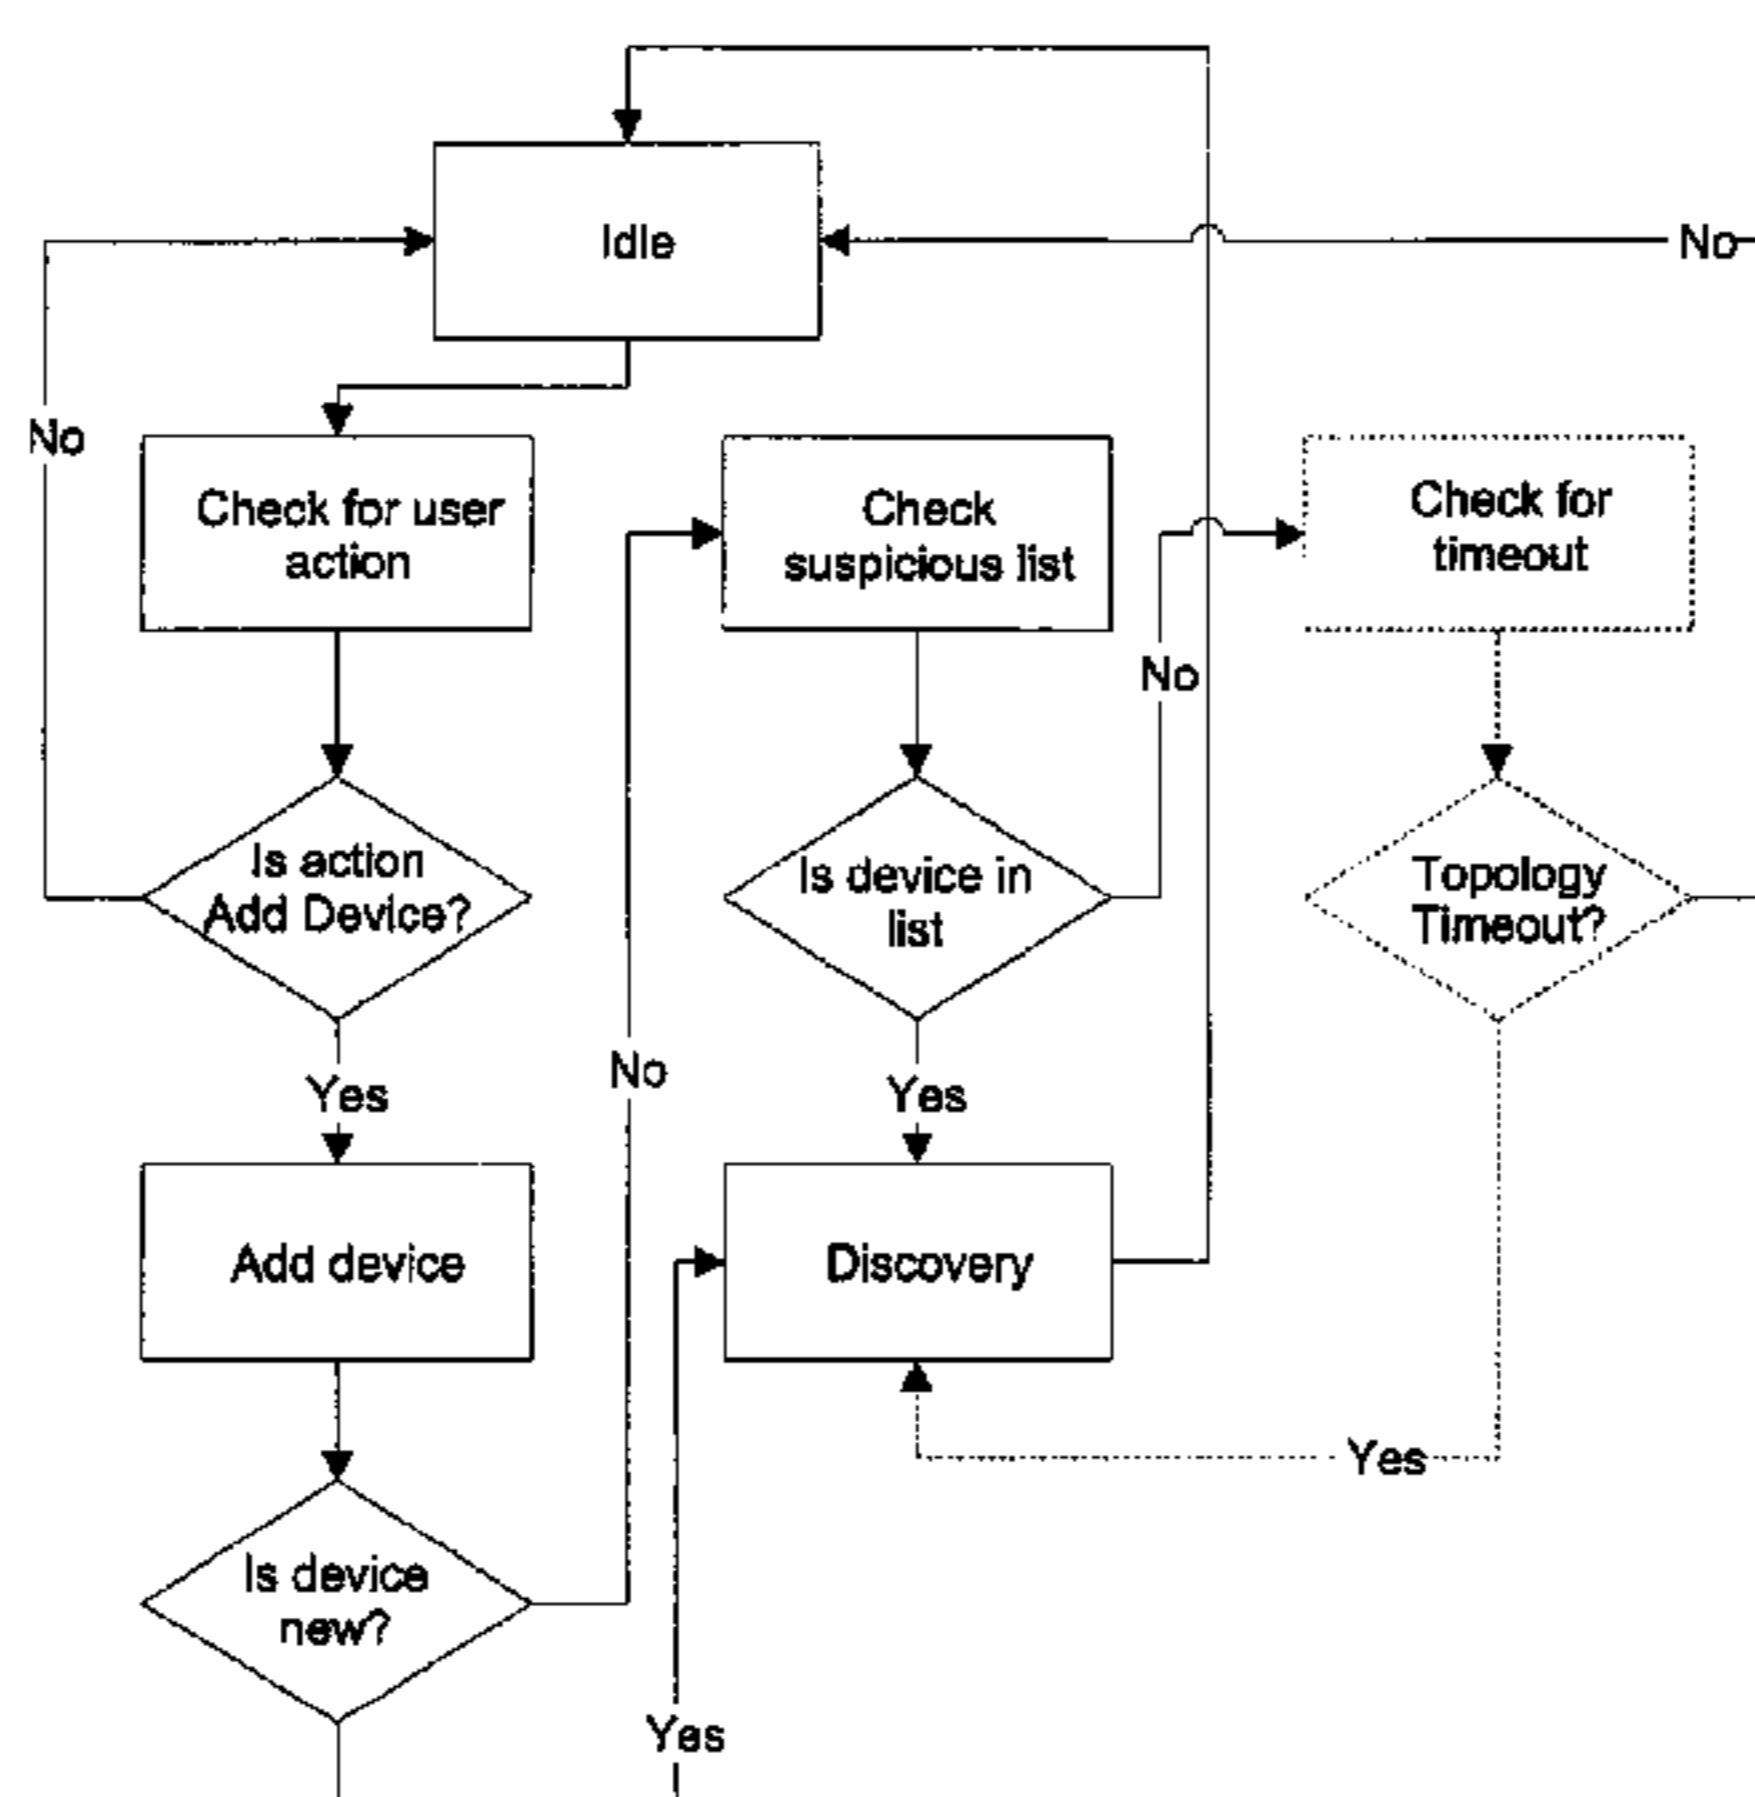 Idle
No
No
Check for user
action
Check
suspicious list
Check for
timeout
No
Is action
Add Device?
Is device in
list
Topology
Timeout?
Yes
No
Yes
Add device
Discovery
Yes
Is device
new?
Yes